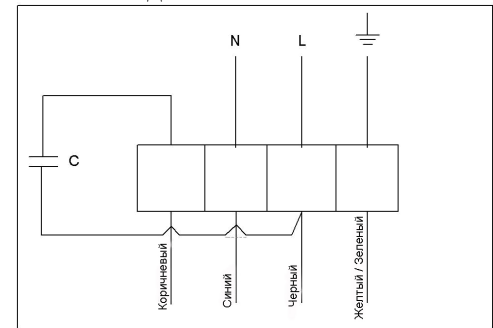 N
L
C
Коричневый
Синий
Черный
Желтый / Зеленый